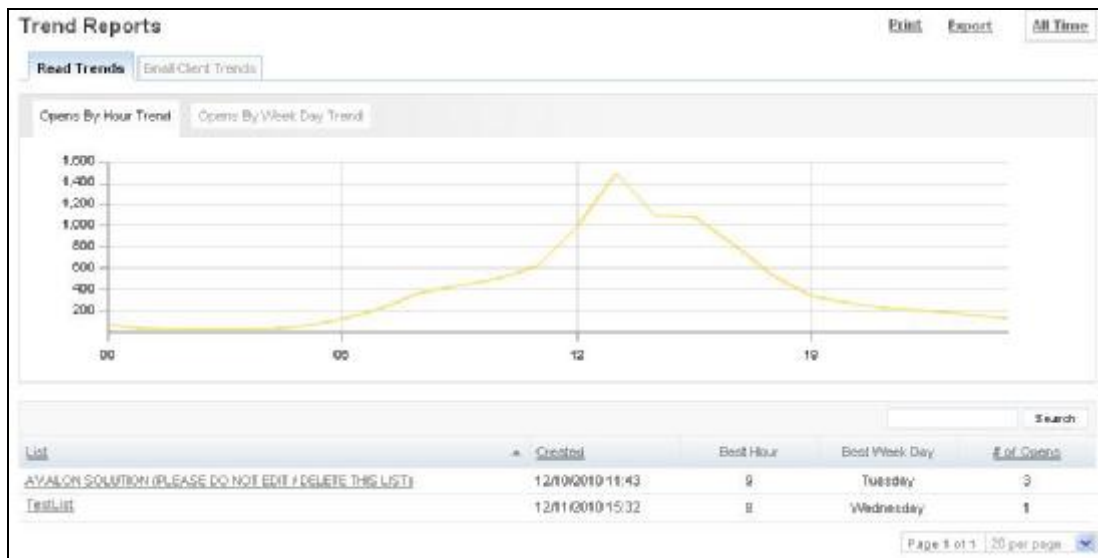 Trend Reports
Print Export All Time
Read Trends Email Client Trends
Opens By Hour Trend Opens By Week Day Trend
1,600
1,400
1,200
1,000
800
600
400
200
00 06 12 19
Search
List Created Best Hour Best Week Day # of Opens
AVALON SOLUTION (PLEASE DO NOT EDIT / DELETE THIS LIST) 12/10/2010 11:43 9 Tuesday 3
TestList 12/11/2010 15:32 8 Wednesday 1
Page 1 of 1 20 per page